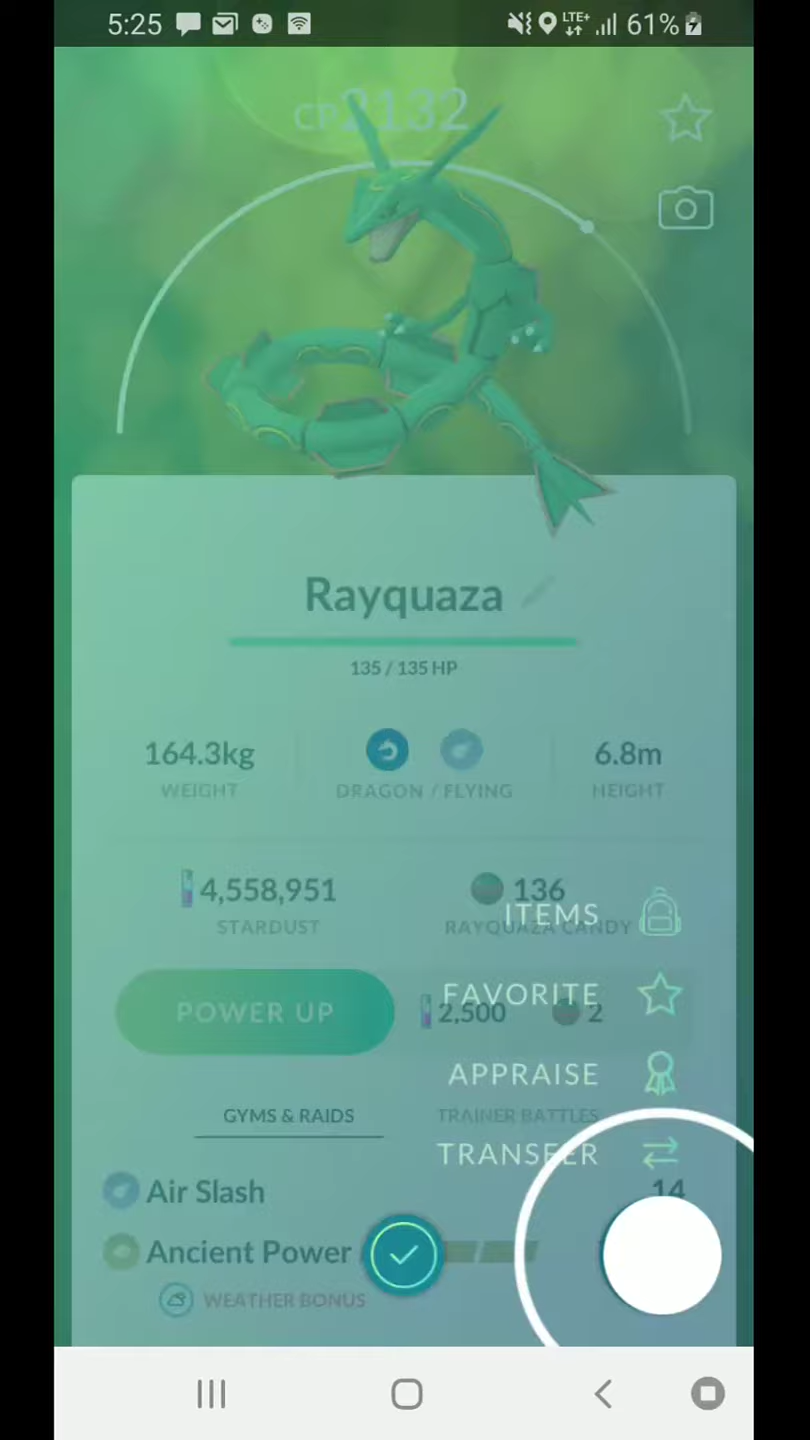 5:25 LTE+ 61%
CP2132
Rayquaza
135 / 135 HP
164.3kg
WEIGHT
DRAGON / FLYING
6.8m
HEIGHT
4,558,951
STARDUST
136
RAYQUAZA CANDY
ITEMS
POWER UP
2,500 2
FAVORITE
APPRAISE
GYMS & RAIDS
TRAINER BATTLES
TRANSFER
Air Slash 14
Ancient Power
WEATHER BONUS